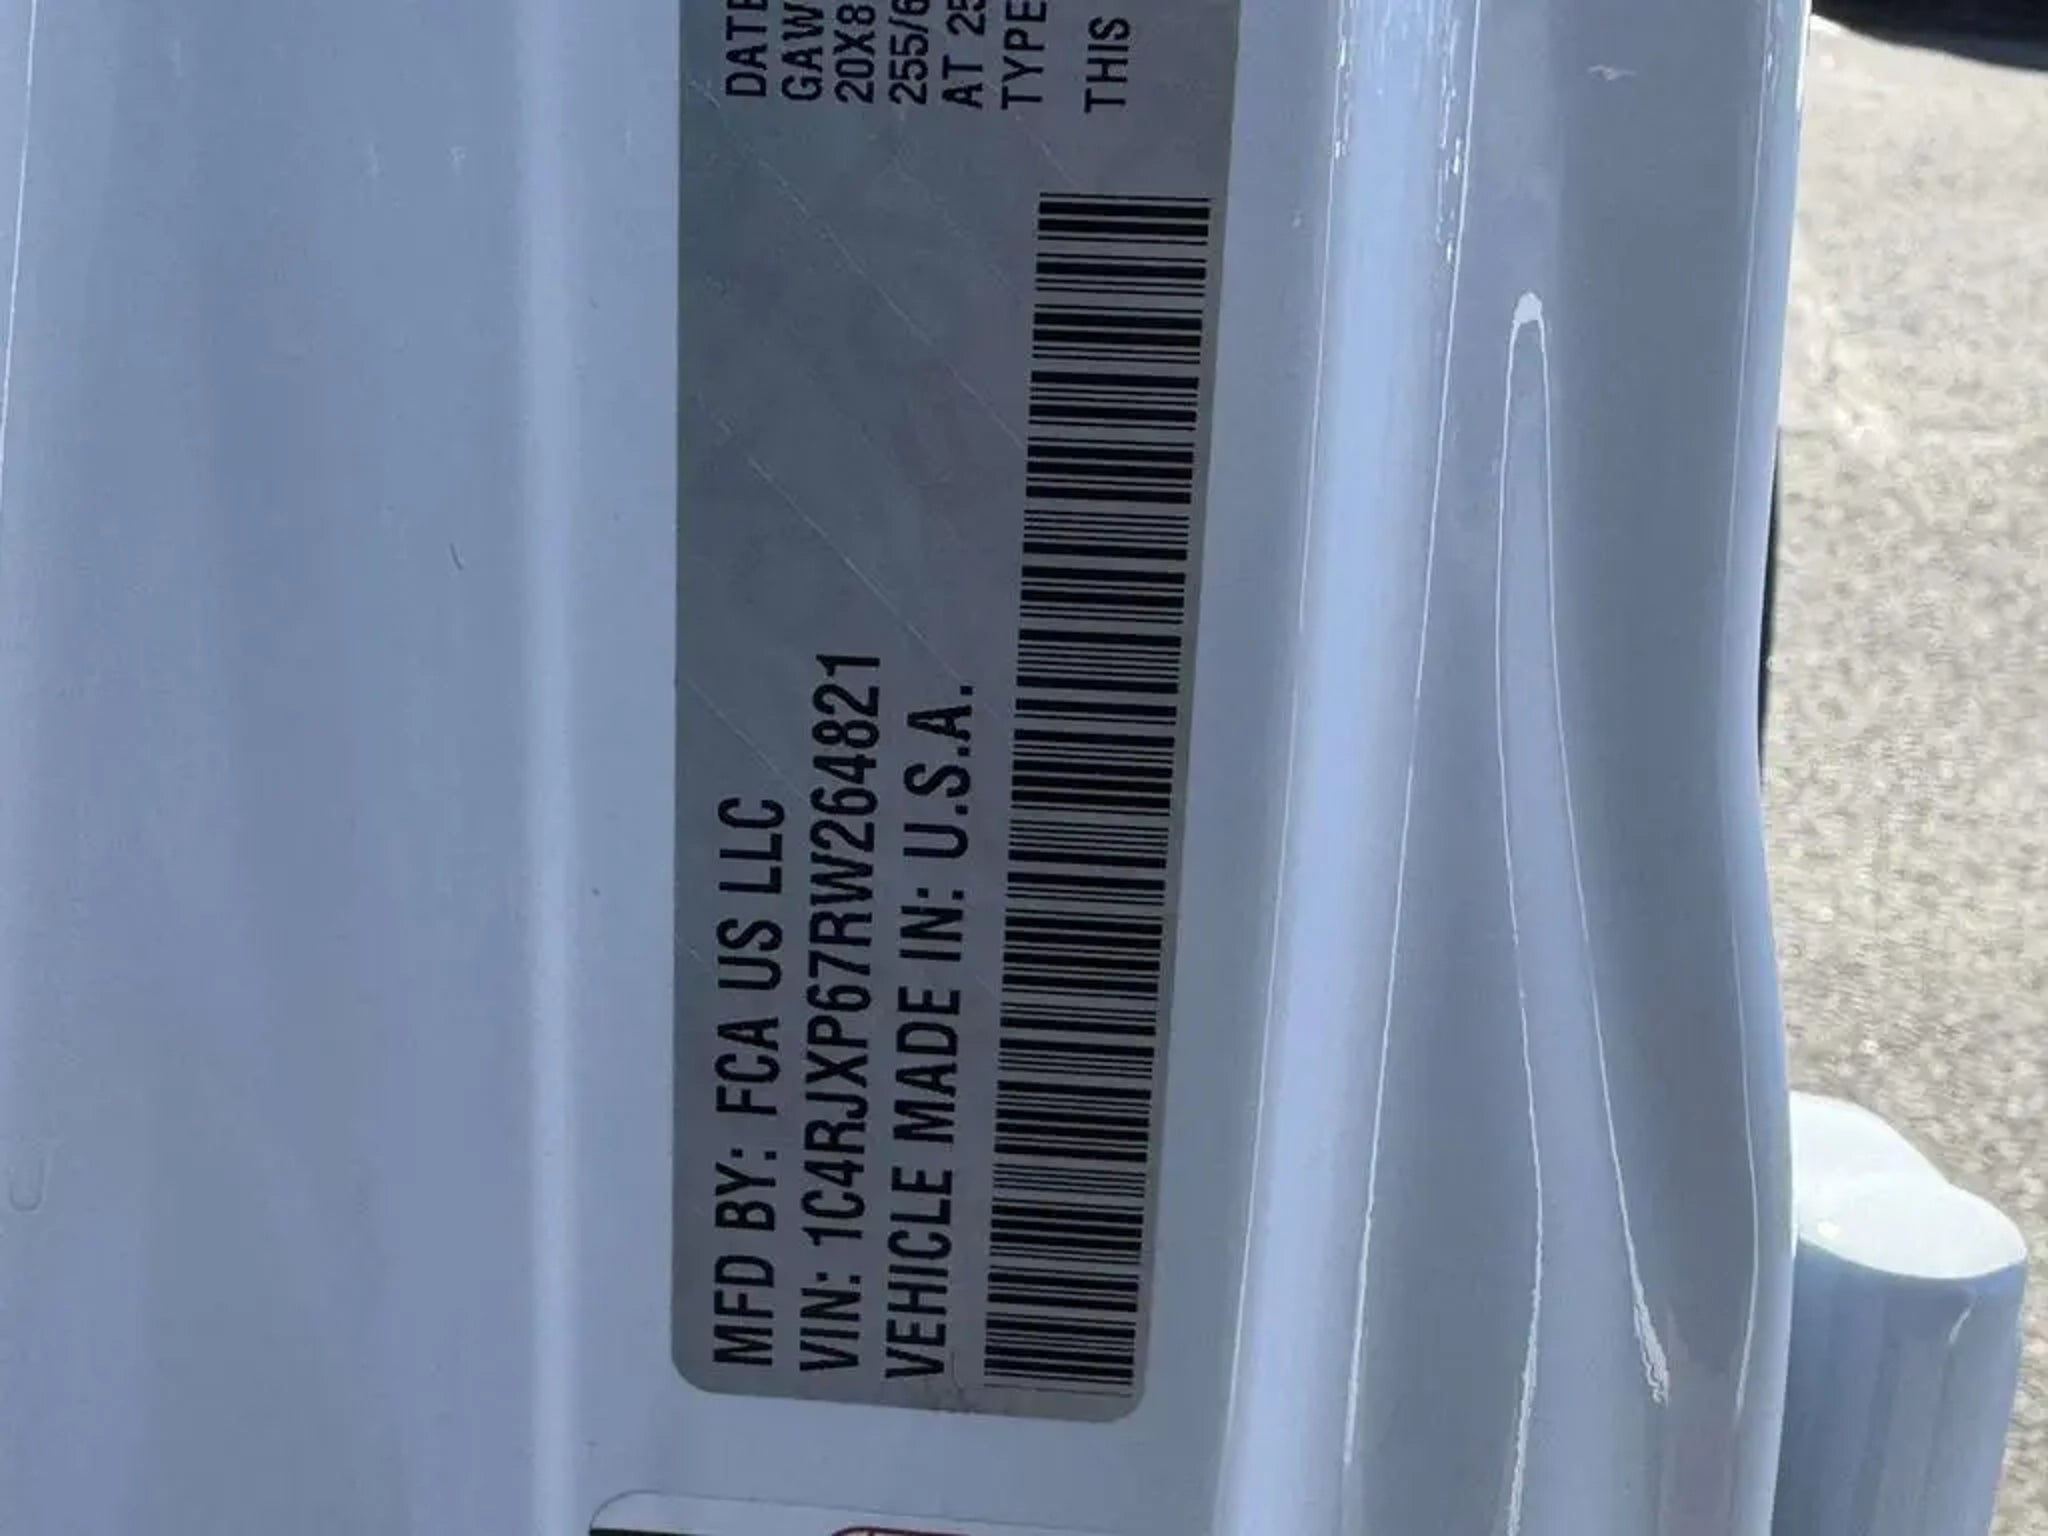 MFD BY: FCA US LLC
VIN: 1C4RJXP67RW264821
VEHICLE MADE IN: U.S.A.
DATE
GAW
20X8
255/6
AT 25
TYPE
THIS